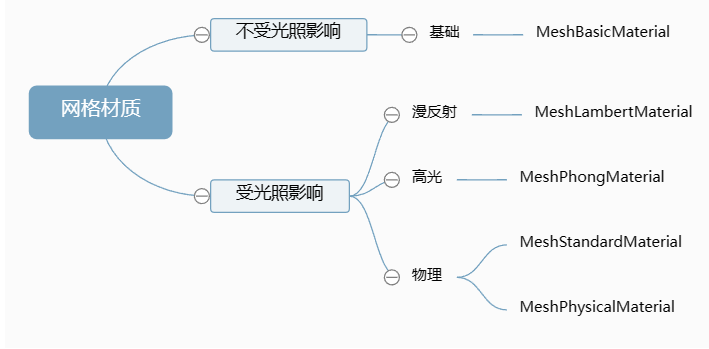 网格材质
不受光照影响
基础
MeshBasicMaterial
受光照影响
漫反射
MeshLambertMaterial
高光
MeshPhongMaterial
物理
MeshStandardMaterial
MeshPhysicalMaterial